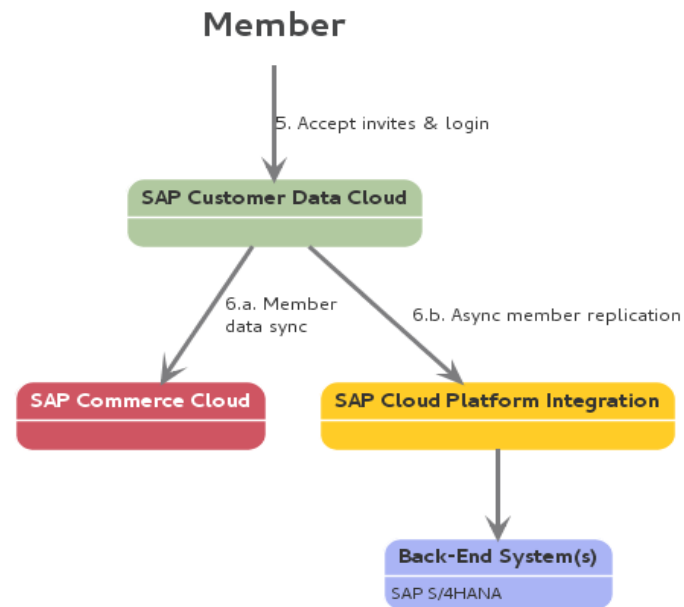 Member
5. Accept invites & login
SAP Customer Data Cloud
6.a. Member
data sync
6.b. Async member replication
SAP Commerce Cloud
SAP Cloud Platform Integration
Back-End System(s)
SAP S/4HANA